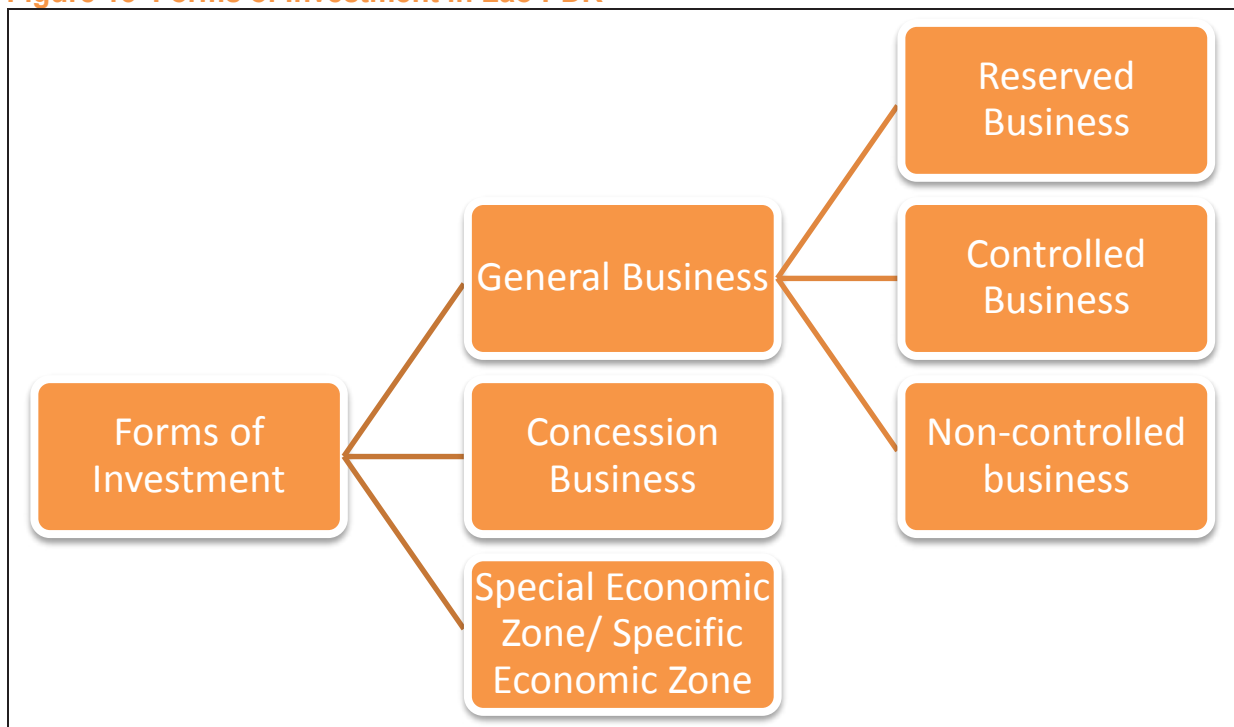 Reserved
Business
General Business
Controlled
Business
Forms of
Investment
Concession
Business
Non-controlled
business
Special Economic
Zone/ Specific
Economic Zone